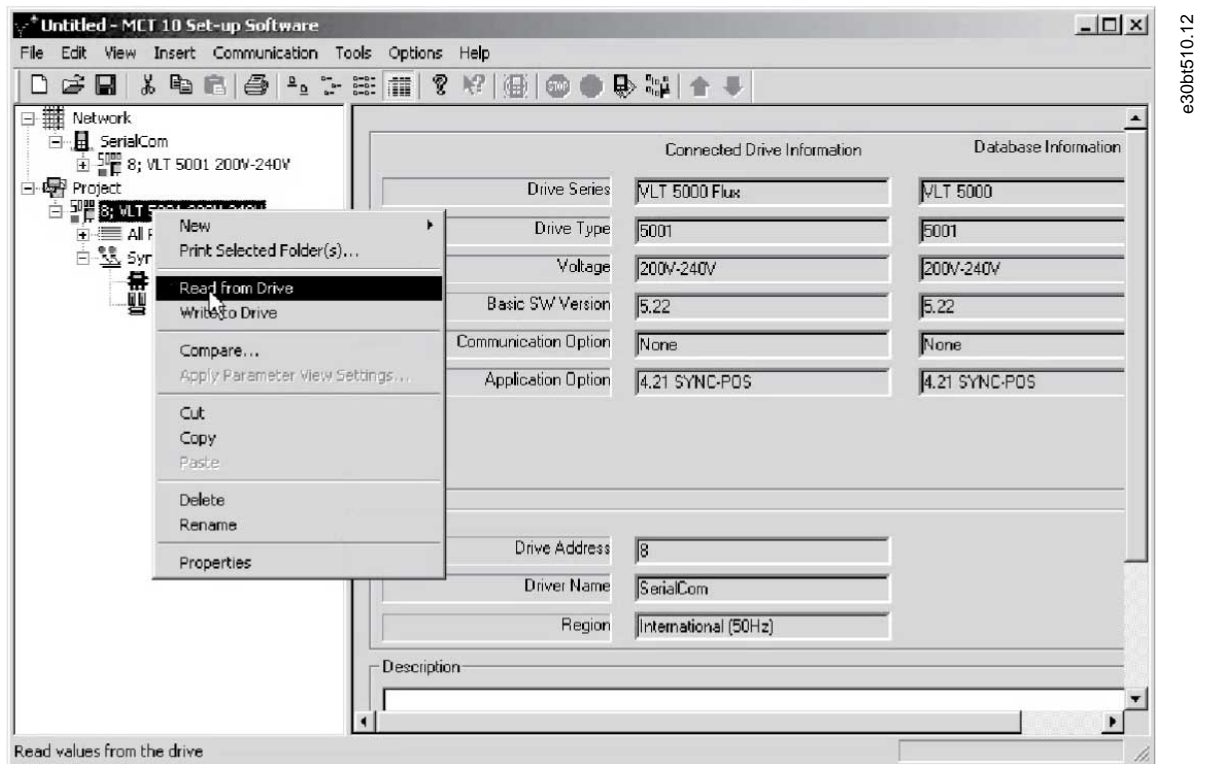 Untitled - MCT 10 Set-up Software
File Edit View Insert Communication Tools Options Help
Network
SerialCom
8; VLT 5001 200V-240V
Project
8; VLT
All
Syn
New
Print Selected Folder(s)...
Read from Drive
Write to Drive
Compare...
Apply Parameter View Settings...
Cut
Copy
Paste
Delete
Rename
Properties
Connected Drive Information Database Information
Drive Series VLT 5000 Flux VLT 5000
Drive Type 5001 5001
Voltage 200V-240V 200V-240V
Basic SW Version 5.22 5.22
Communication Option None None
Application Option 4.21 SYNC-POS 4.21 SYNC-POS
Drive Address 8
Driver Name SerialCom
Region International (50Hz)
Description
Read values from the drive
e30bt510.12